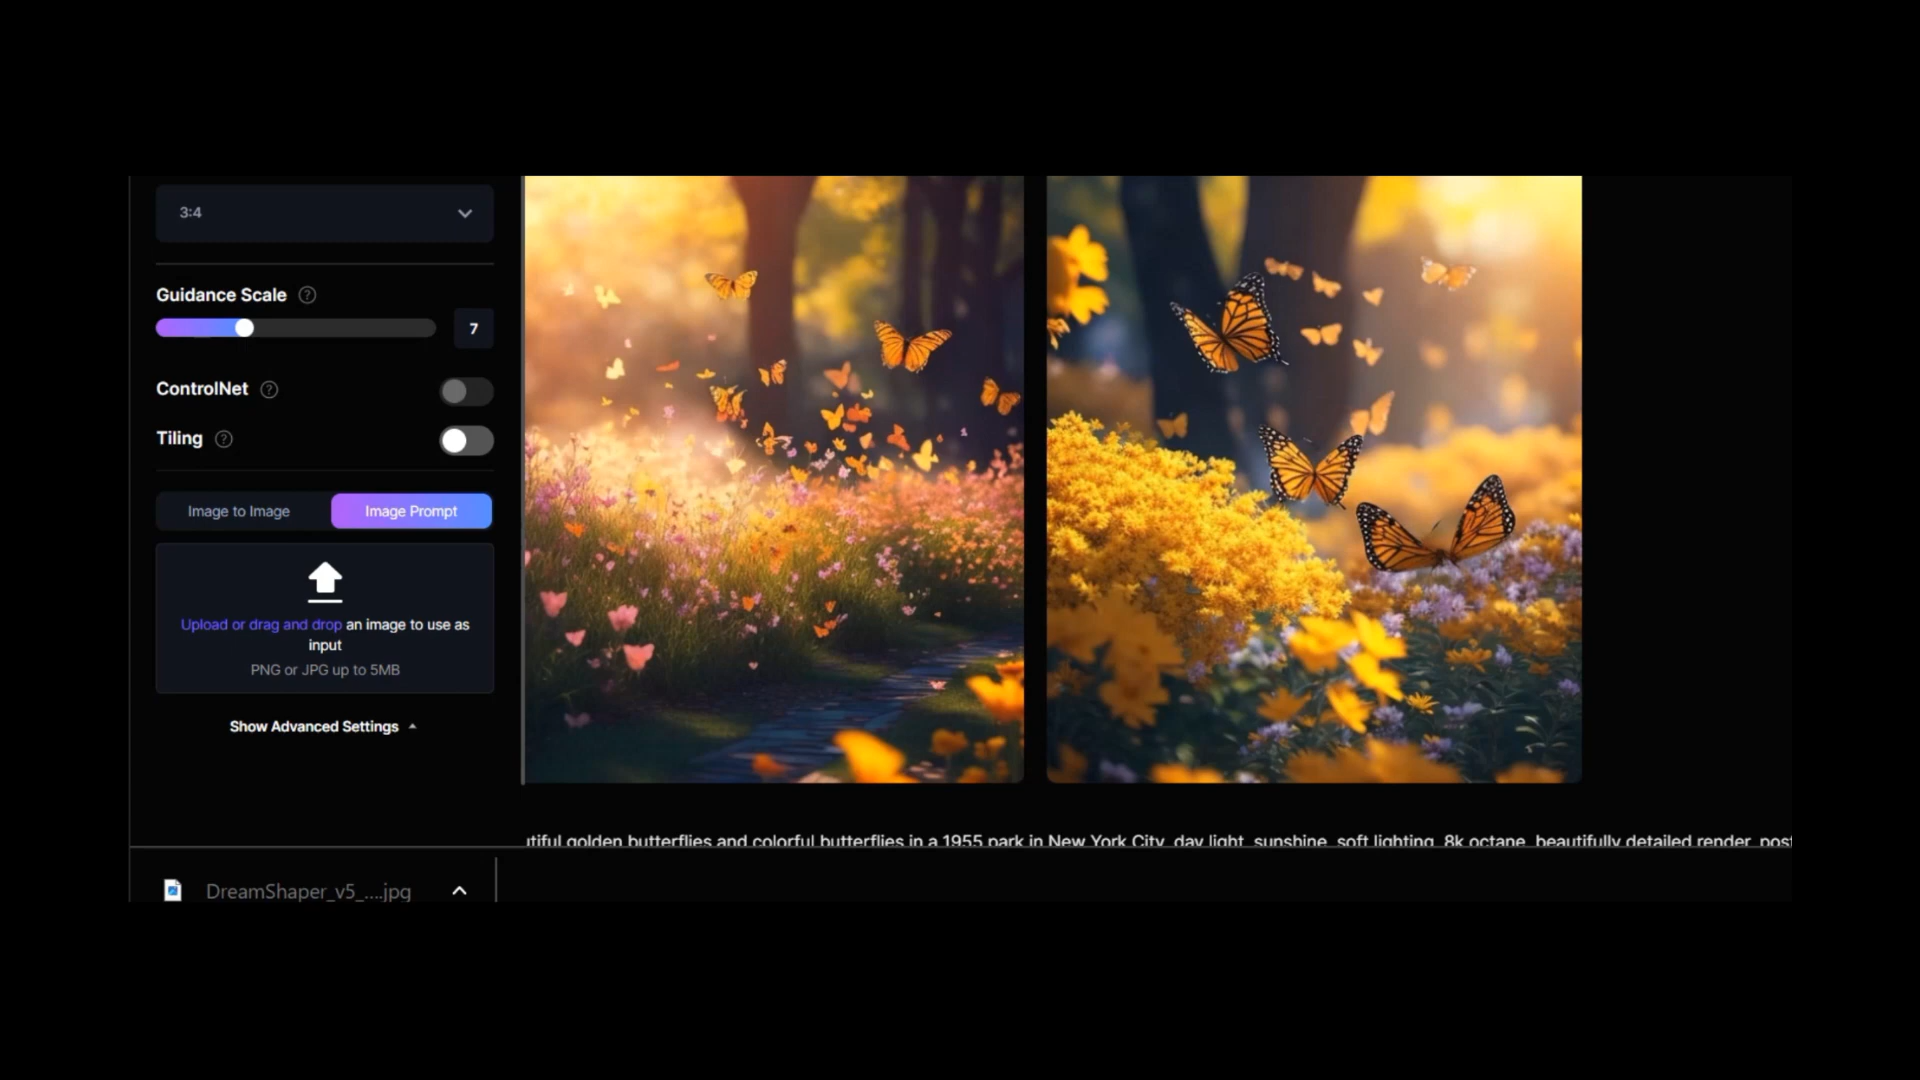 3:4
Guidance Scale
7
ControlNet
Tiling
Image to Image
Image Prompt
Upload or drag and drop an image to use as
input
PNG or JPG up to 5MB
Show Advanced Settings
golden butterflies and colorful butterflies in a 1955 park in New York City, day light, sunshine, soft lighting, 8k octane, beautifully detailed render, post
DreamShaper_v5_....jpg